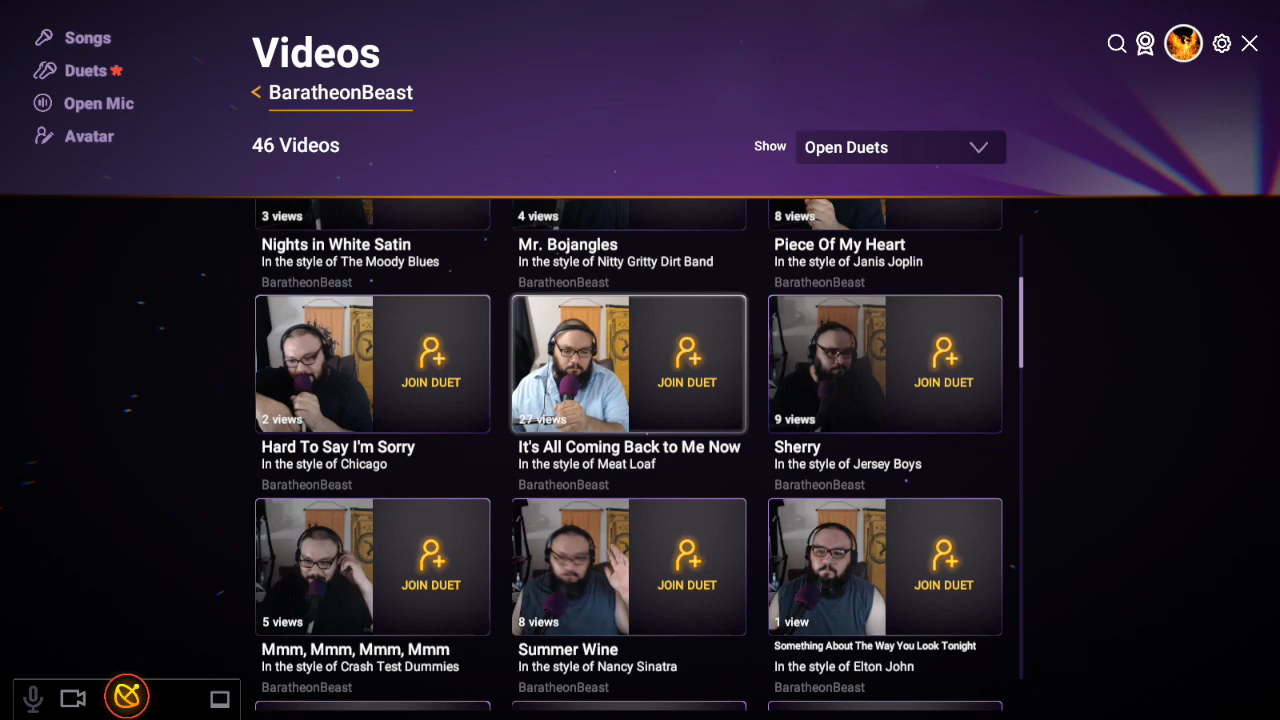 Songs
Duets *
Open Mic
Avatar
Videos
< BaratheonBeast
46 Videos
Show
Open Duets
3 views
4 views
8 views
Nights in White Satin
In the style of The Moody Blues
BaratheonBeast
Mr. Bojangles
In the style of Nitty Gritty Dirt Band
BaratheonBeast
Piece Of My Heart
In the style of Janis Joplin
BaratheonBeast
JOIN DUET
2 views
Hard To Say I'm Sorry
In the style of Chicago
BaratheonBeast
JOIN DUET
27 views
It's All Coming Back to Me Now
In the style of Meat Loaf
BaratheonBeast
JOIN DUET
9 views
Sherry
In the style of Jersey Boys
BaratheonBeast
JOIN DUET
5 views
Mmm, Mmm, Mmm, Mmm
In the style of Crash Test Dummies
BaratheonBeast
JOIN DUET
8 views
Summer Wine
In the style of Nancy Sinatra
BaratheonBeast
JOIN DUET
1 view
Something About The Way You Look Tonight
In the style of Elton John
BaratheonBeast